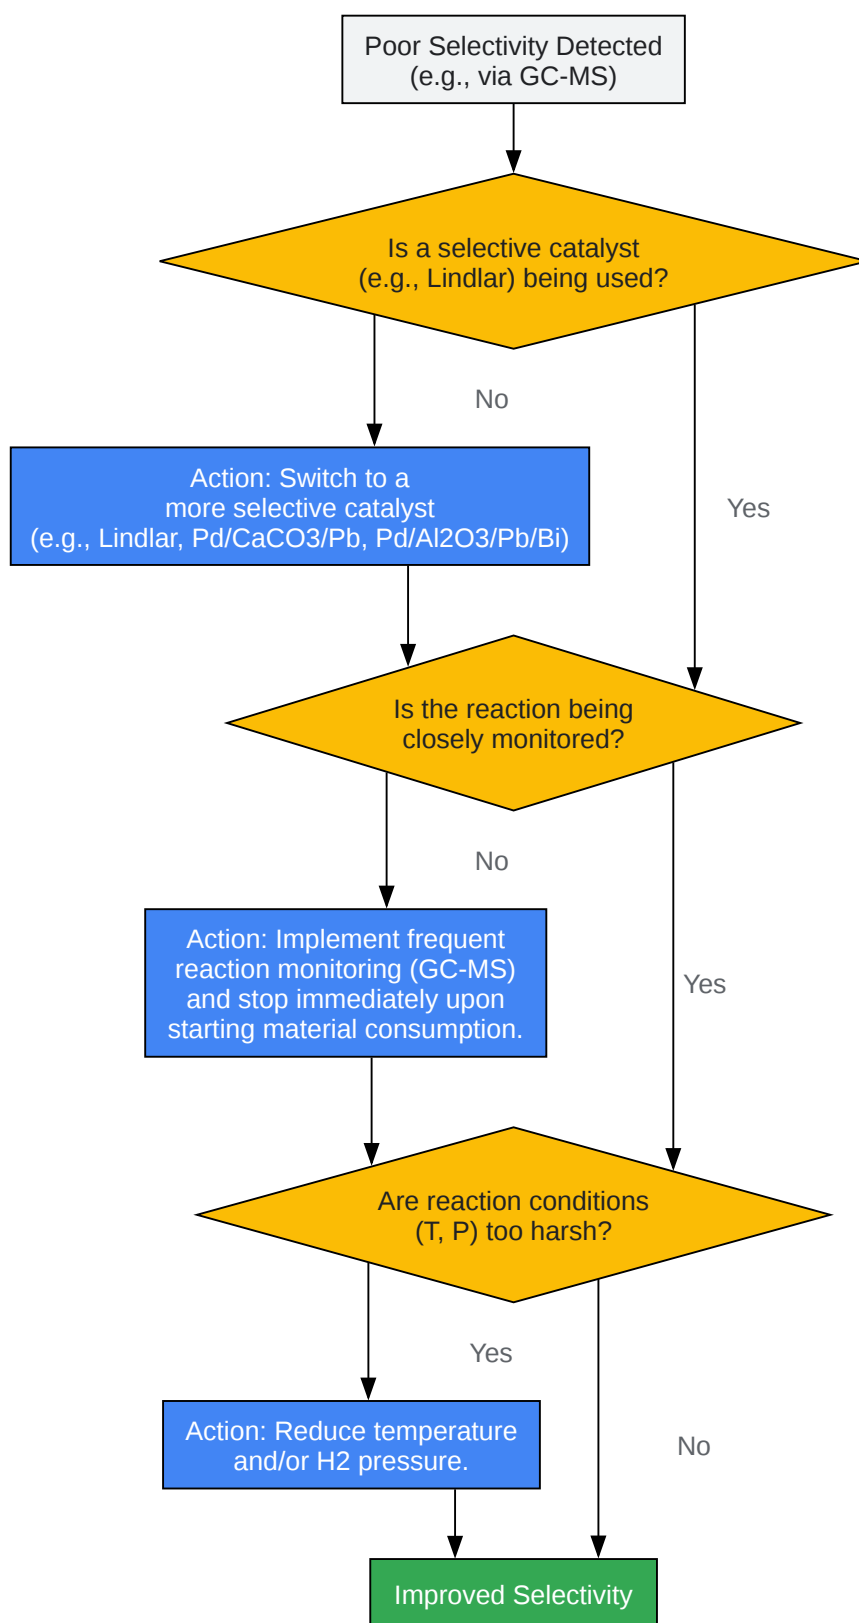 Poor Selectivity Detected
(e.g., via GC-MS)
Is a selective catalyst
(e.g., Lindlar) being used?
No
Action: Switch to a
more selective catalyst
(e.g., Lindlar, Pd/CaCO3/Pb, Pd/Al2O3/Pb/Bi)
Yes
Is the reaction being
closely monitored?
No
Action: Implement frequent
reaction monitoring (GC-MS)
and stop immediately upon
starting material consumption.
Yes
Are reaction conditions
(T, P) too harsh?
Yes
Action: Reduce temperature
and/or H2 pressure.
No
Improved Selectivity